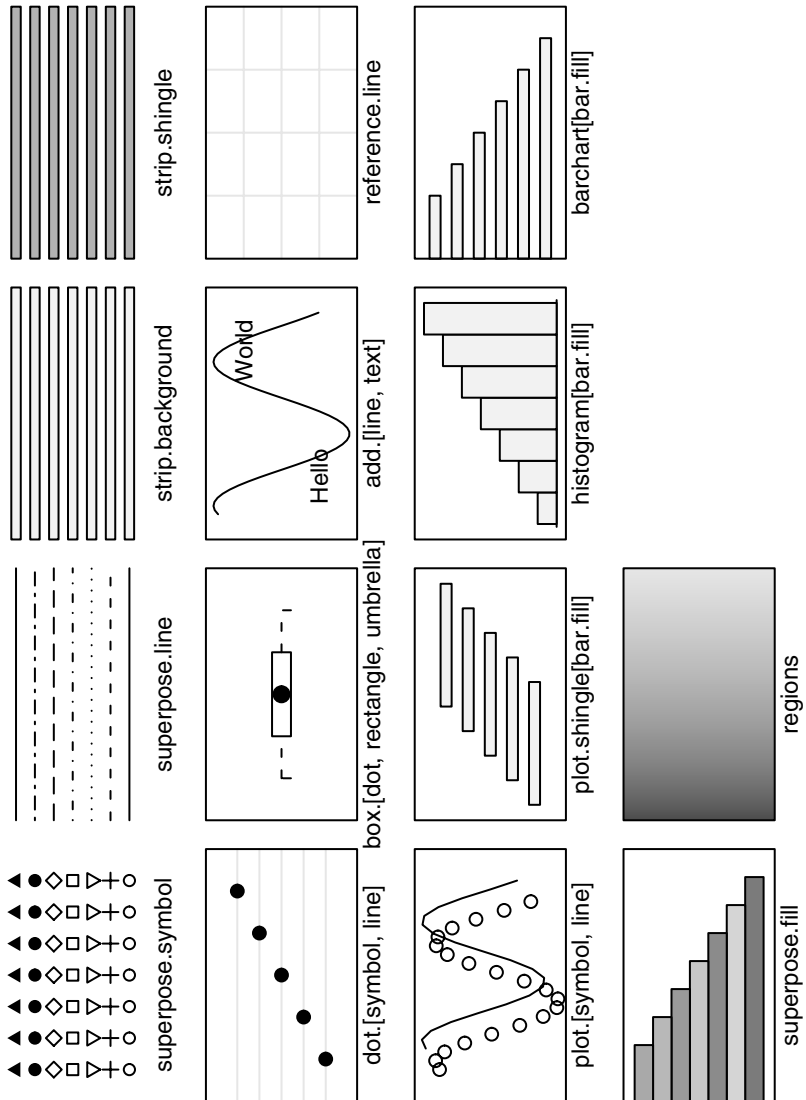 superpose.symbol
superpose.line
strip.background
strip.shingle
dot.[symbol, line]
box.[dot, rectangle, umbrella]
Hello
World
add.[line, text]
reference.line
plot.[symbol, line]
plot.shingle[bar.fill]
histogram[bar.fill]
barchart[bar.fill]
superpose.fill
regions